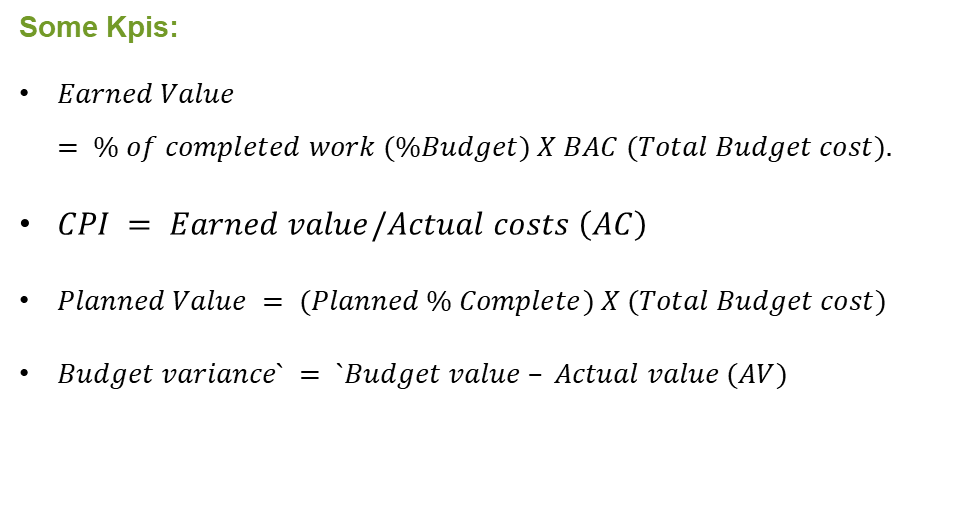 Some Kpis:
• Earned Value
= % of completed work (%Budget) X BAC (Total Budget cost).
• CPI = Earned value/Actual costs (AC)
• Planned Value = (Planned % Complete) X (Total Budget cost)
• Budget variance` = `Budget value – Actual value (AV)